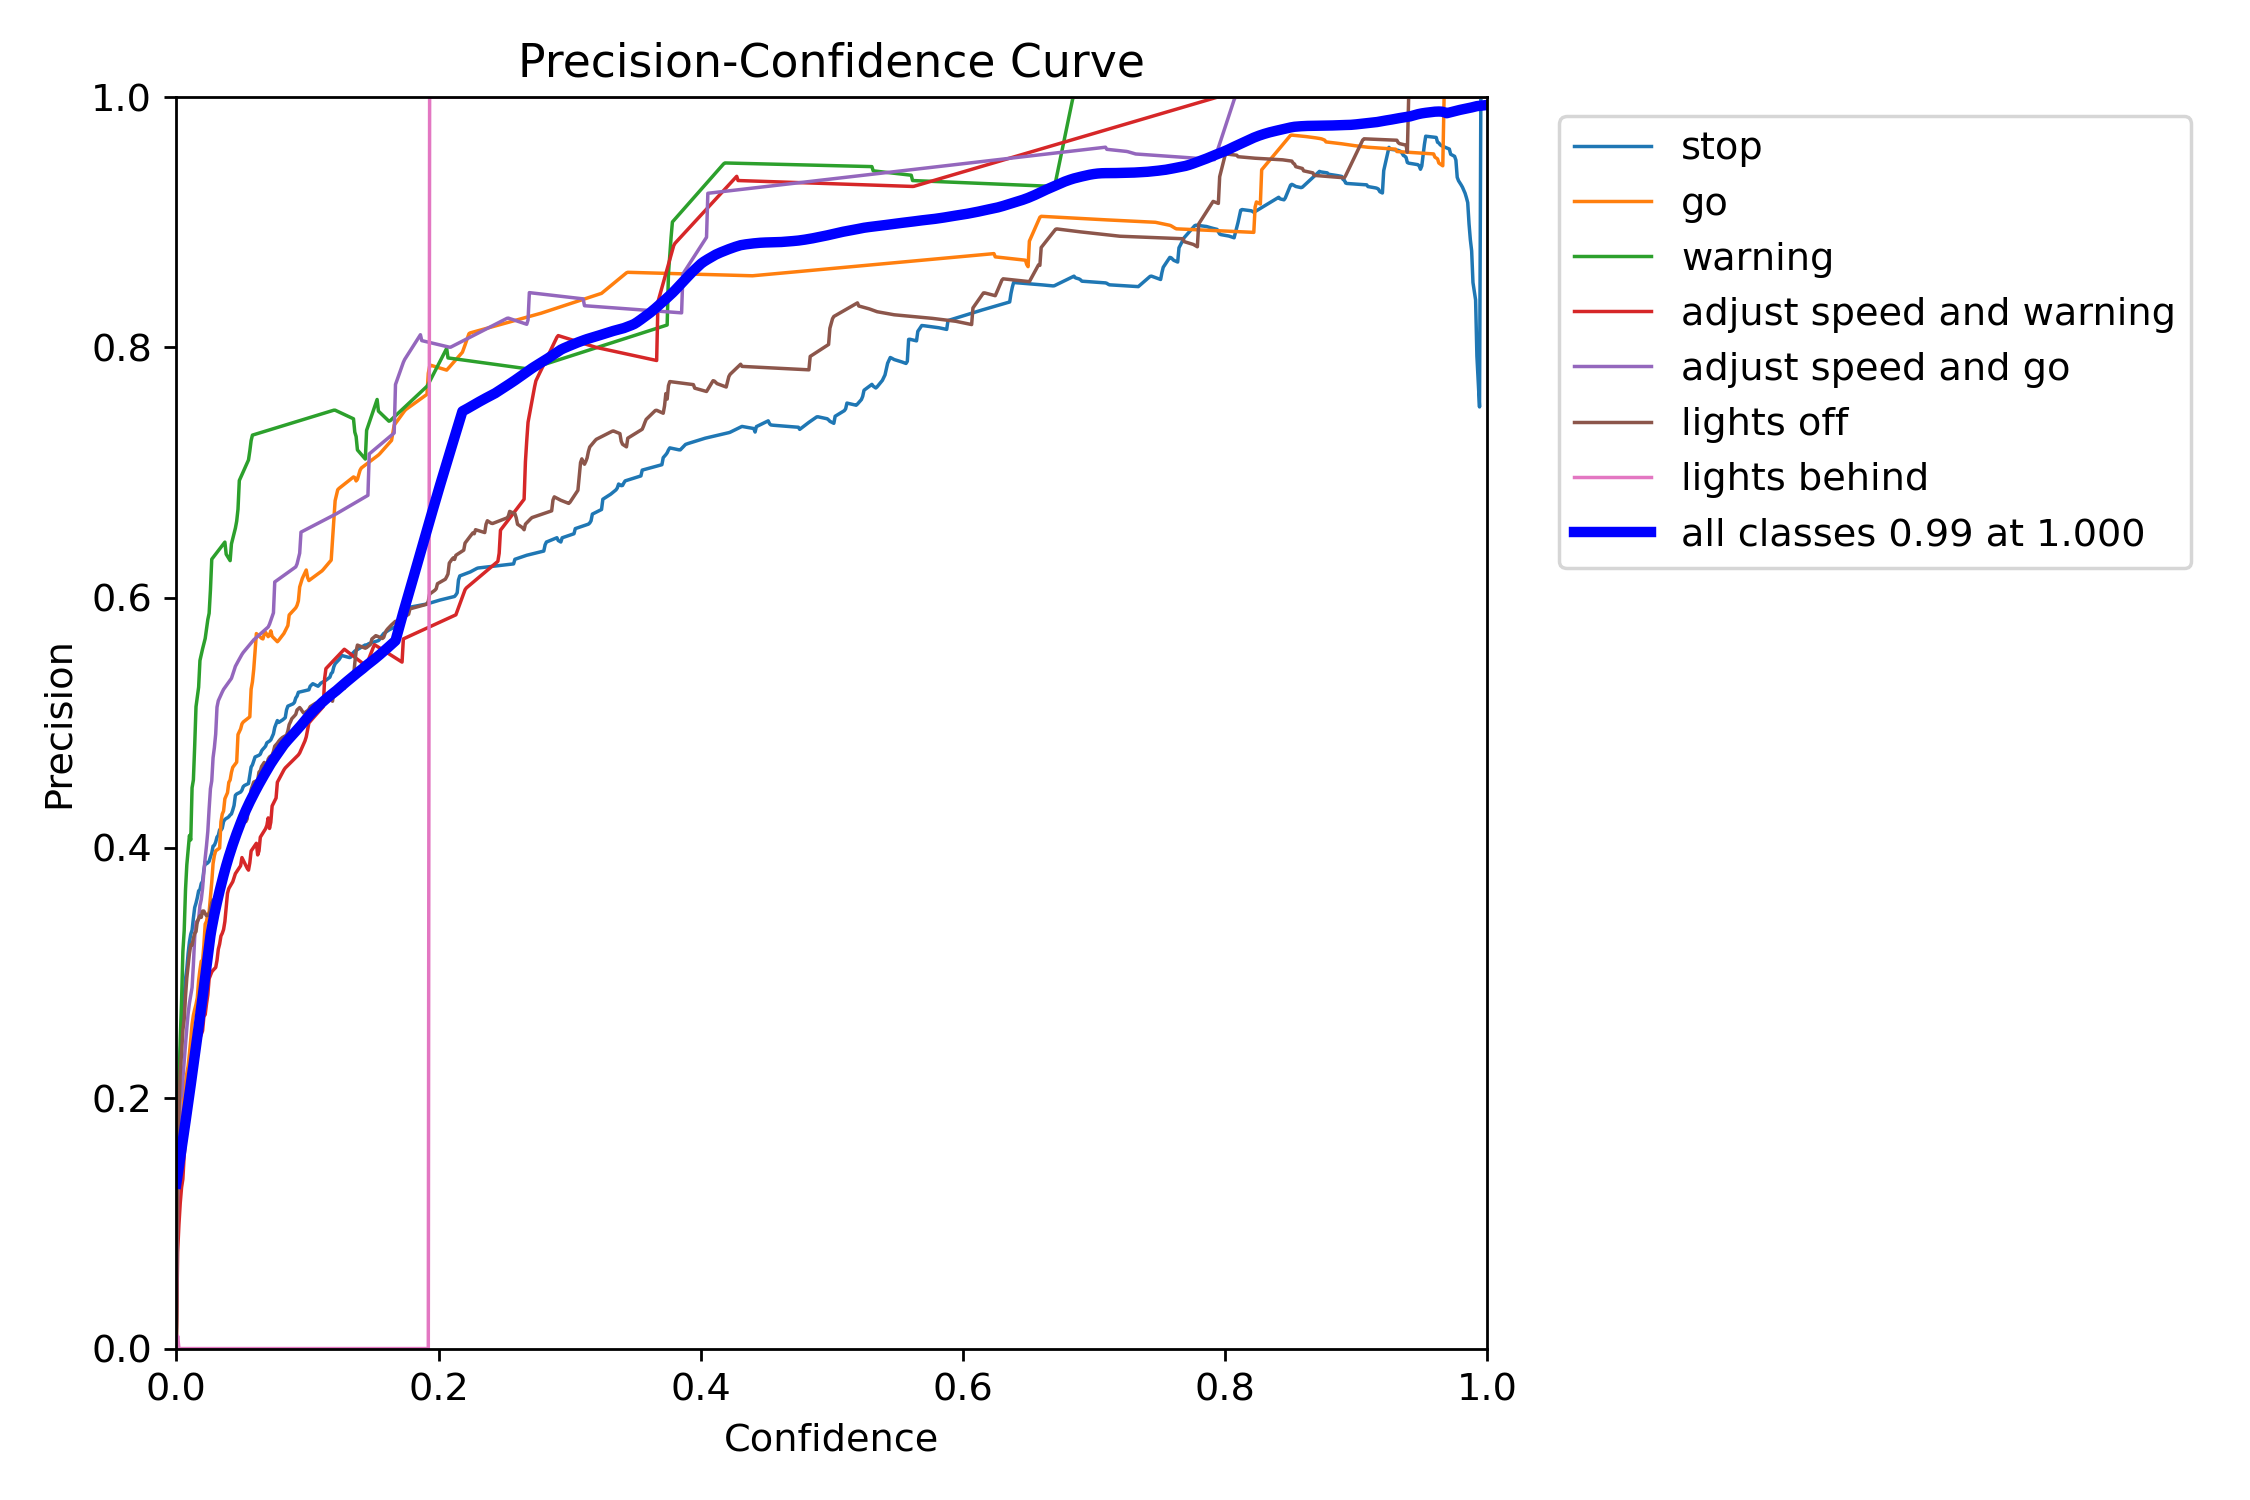 Precision-Confidence Curve
1.0
0.8
0.6
0.4
0.2
0.0
Precision
0.0 0.2 0.4 0.6 0.8 1.0
Confidence
stop
go
warning
adjust speed and warning
adjust speed and go
lights off
lights behind
all classes 0.99 at 1.000